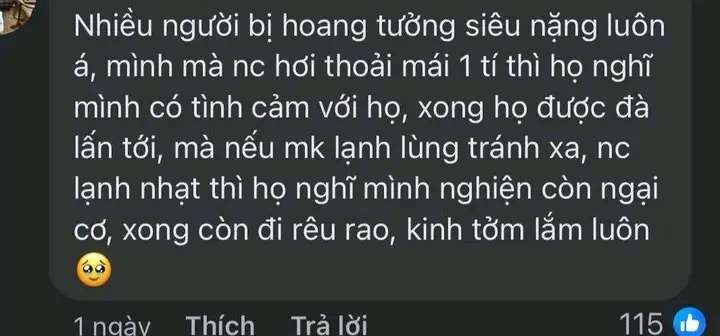 Nhiều người bị hoang tưởng siêu nặng luôn
á, mình mà nc hơi thoải mái 1 tí thì họ nghĩ
mình có tình cảm với họ, xong họ được đà
lấn tới, mà nếu mk lạnh lùng tránh xa, nc
lạnh nhạt thì họ nghĩ mình nghiện còn ngại
cơ, xong còn đi rêu rao, kinh tởm lắm luôn
🥹
1 ngày Thích Trả lời 115